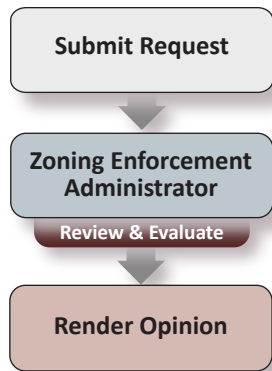 Submit Request
Zoning Enforcement
Administrator
Review & Evaluate
Render Opinion